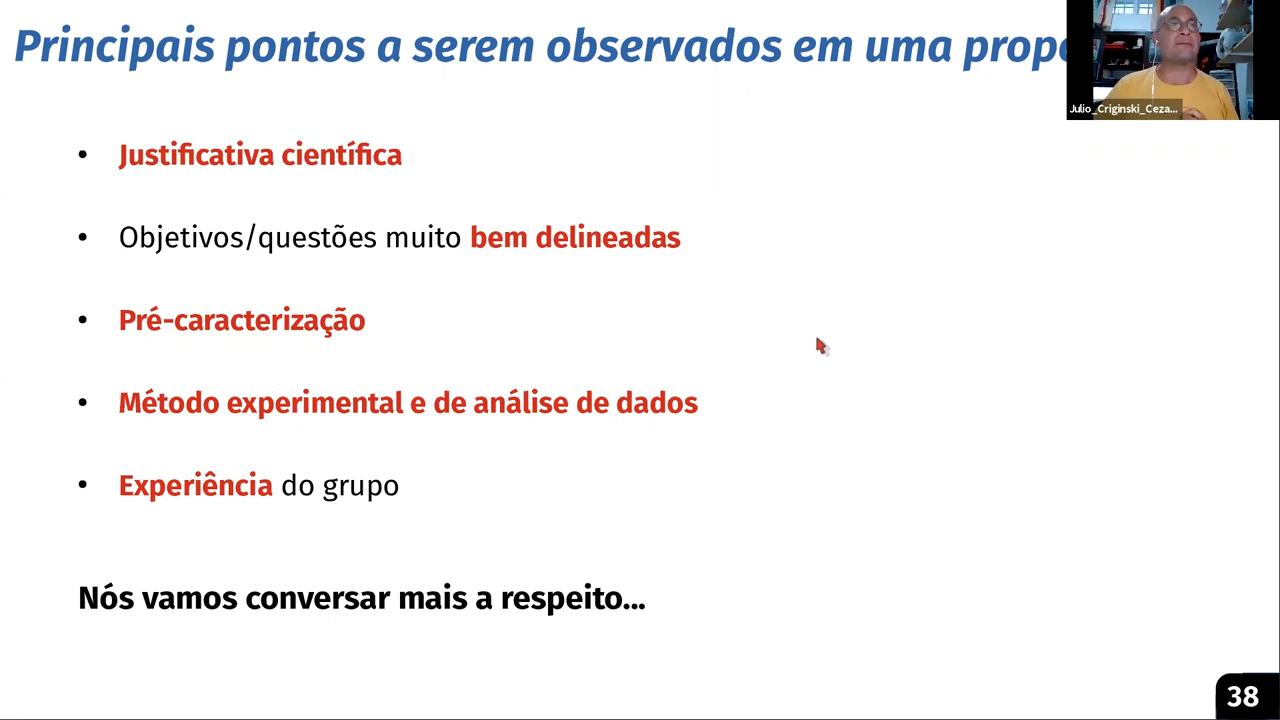 Principais pontos a serem observados em uma
Julio_Criginski_Ceza...
• Justificativa científica
• Objetivos/questões muito bem delineadas
• Pré-caracterização
• Método experimental e de análise de dados
• Experiência do grupo
Nós vamos conversar mais a respeito...
38